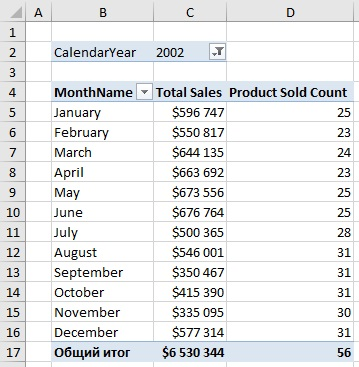 A B C D
1
2 CalendarYear 2002
3
4 MonthName Total Sales Product Sold Count
5 January $596 747 25
6 February $550 817 23
7 March $644 135 24
8 April $663 692 23
9 May $673 556 25
10 June $676 764 25
11 July $500 365 28
12 August $546 001 31
13 September $350 467 31
14 October $415 390 31
15 November $335 095 30
16 December $577 314 31
17 Общий итог $6 530 344 56